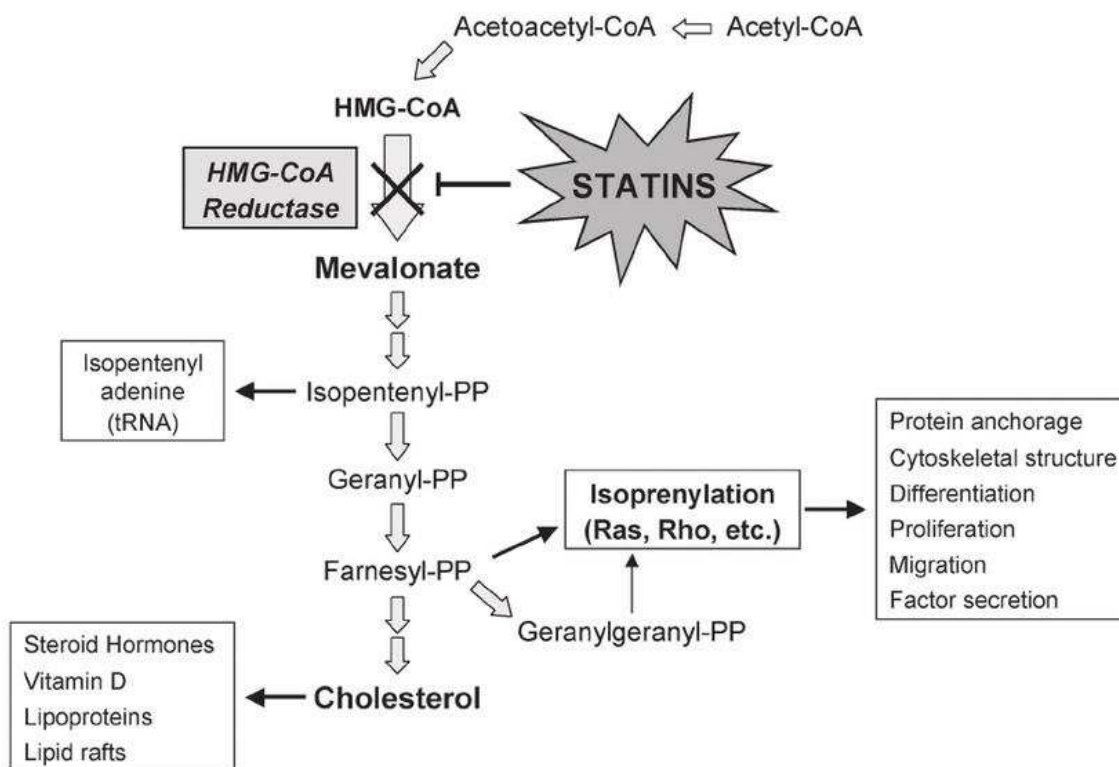 Acetoacetyl-CoA
Acetyl-CoA
HMG-CoA
HMG-CoA
Reductase
STATINS
Mevalonate
Isopentenyl
adenine
(tRNA)
Isopentenyl-PP
Geranyl-PP
Isoprenylation
(Ras, Rho, etc.)
Protein anchorage
Cytoskeletal structure
Differentiation
Proliferation
Migration
Factor secretion
Farnesyl-PP
Geranylgeranyl-PP
Steroid Hormones
Vitamin D
Lipoproteins
Lipid rafts
Cholesterol